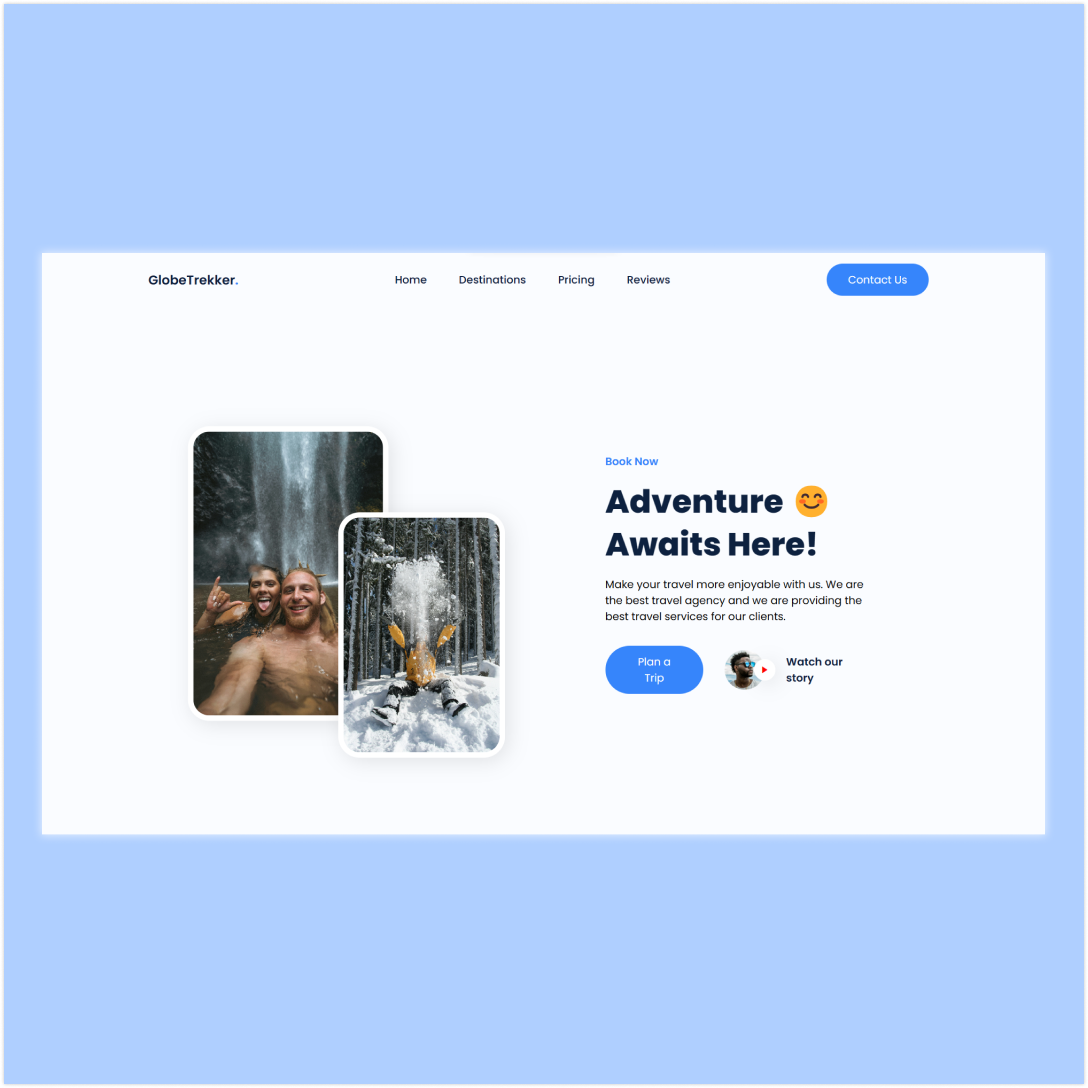 GlobeTrekker.
Home
Destinations
Pricing
Reviews
Contact Us
Book Now
Adventure 😊
Awaits Here!
Make your travel more enjoyable with us. We are
the best travel agency and we are providing the
best travel services for our clients.
Plan a
Trip
Watch our
story